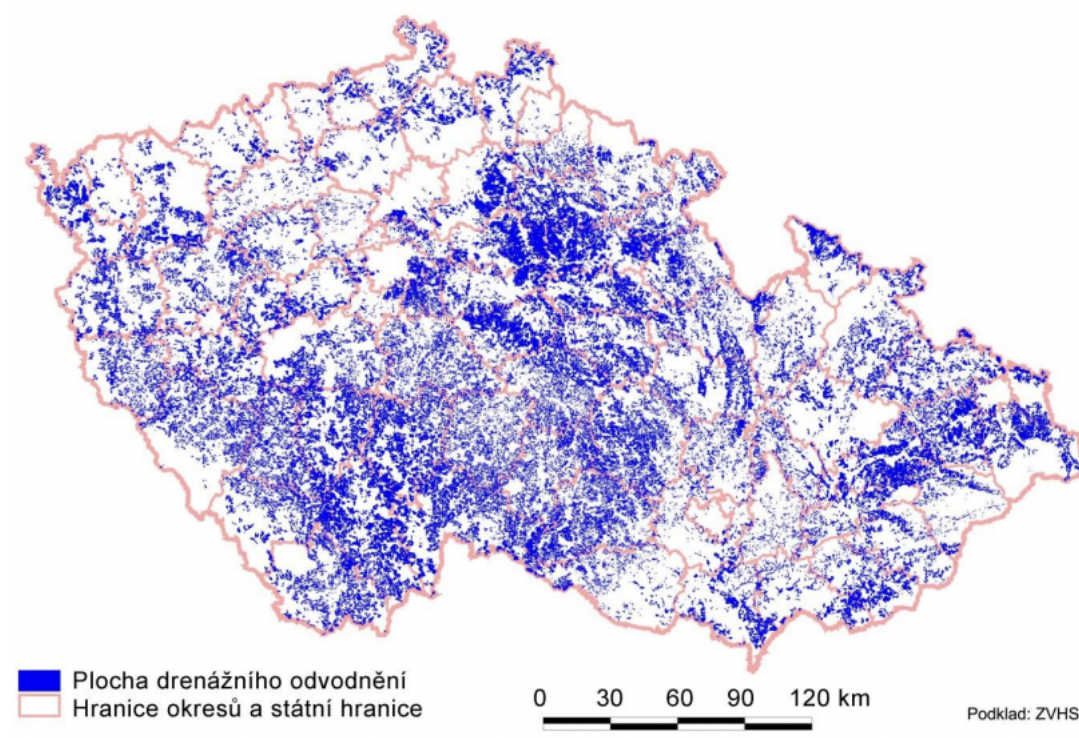 Plocha drenážního odvodnění
Hranice okresů a státní hranice
0 30 60 90 120 km
Podklad: ZVHS